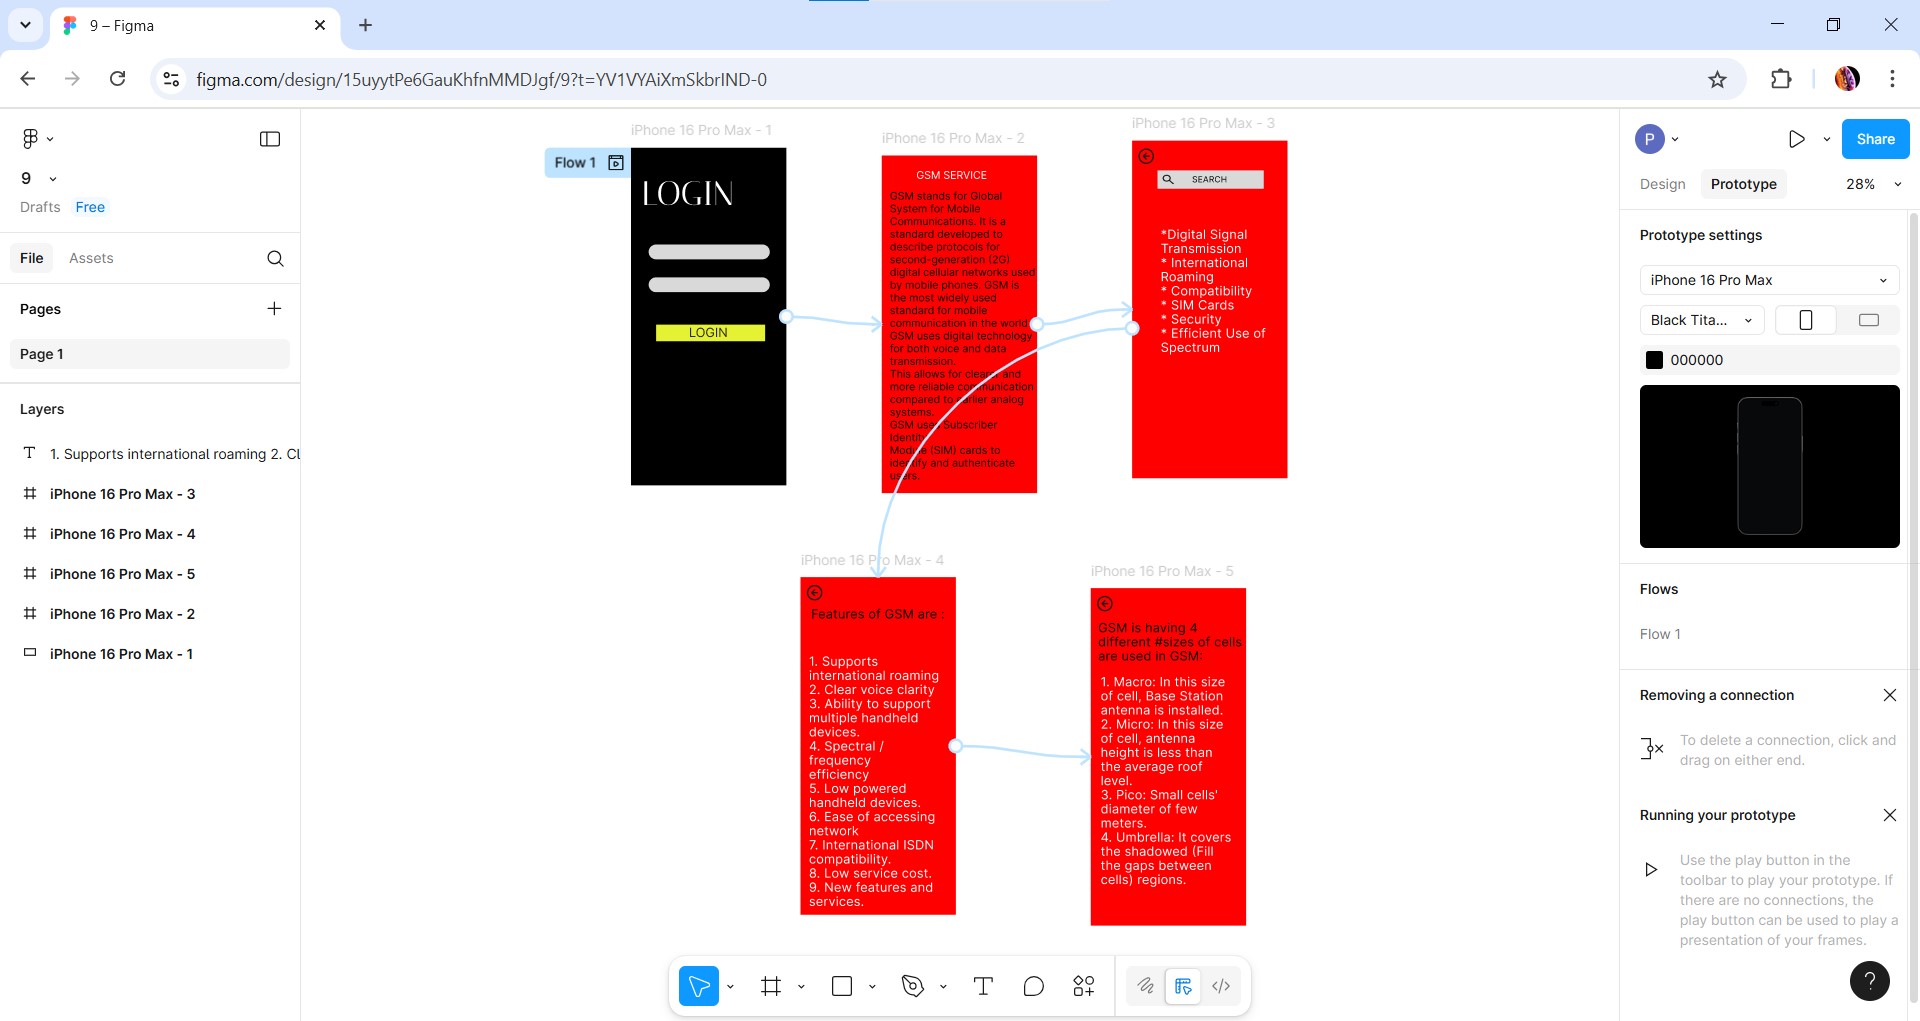 9 – Figma
figma.com/design/15uyytPe6GauKhfnMMDJgf/9?t=YV1VYAiXmSkbrIND-0
9
Drafts
Free
File
Assets
Pages
Page 1
Layers
1. Supports international roaming 2. Cl
iPhone 16 Pro Max - 3
iPhone 16 Pro Max - 4
iPhone 16 Pro Max - 5
iPhone 16 Pro Max - 2
iPhone 16 Pro Max - 1
iPhone 16 Pro Max - 1
Flow 1
LOGIN
LOGIN
iPhone 16 Pro Max - 2
GSM SERVICE
GSM stands for Global
System for Mobile
Communications. It is a
standard developed to
describe protocols for
second-generation (2G)
digital cellular networks used
by mobile phones. GSM is
the most widely used
standard for mobile
communication in the world.
GSM uses digital technology
for both voice and data
transmission.
This allows for clearer and
more reliable communication
compared to earlier analog
systems.
GSM uses Subscriber
Identity
Module (SIM) cards to
identify and authenticate
users.
iPhone 16 Pro Max - 3
SEARCH
*Digital Signal
Transmission
* International
Roaming
* Compatibility
* SIM Cards
* Security
* Efficient Use of
Spectrum
iPhone 16 Pro Max - 4
Features of GSM are :
1. Supports
international roaming
2. Clear voice clarity
3. Ability to support
multiple handheld
devices.
4. Spectral /
frequency
efficiency
5. Low powered
handheld devices.
6. Ease of accessing
network
7. International ISDN
compatibility.
8. Low service cost.
9. New features and
services.
iPhone 16 Pro Max - 5
GSM is having 4
different #sizes of cells
are used in GSM:
1. Macro: In this size
of cell, Base Station
antenna is installed.
2. Micro: In this size
of cell, antenna
height is less than
the average roof
level.
3. Pico: Small cells'
diameter of few
meters.
4. Umbrella: It covers
the shadowed (Fill
the gaps between
cells) regions.
P
Share
Design
Prototype
28%
Prototype settings
iPhone 16 Pro Max
Black Tita...
000000
Flows
Flow 1
Removing a connection
To delete a connection, click and
drag on either end.
Running your prototype
Use the play button in the
toolbar to play your prototype. If
there are no connections, the
play button can be used to play a
presentation of your frames.
?